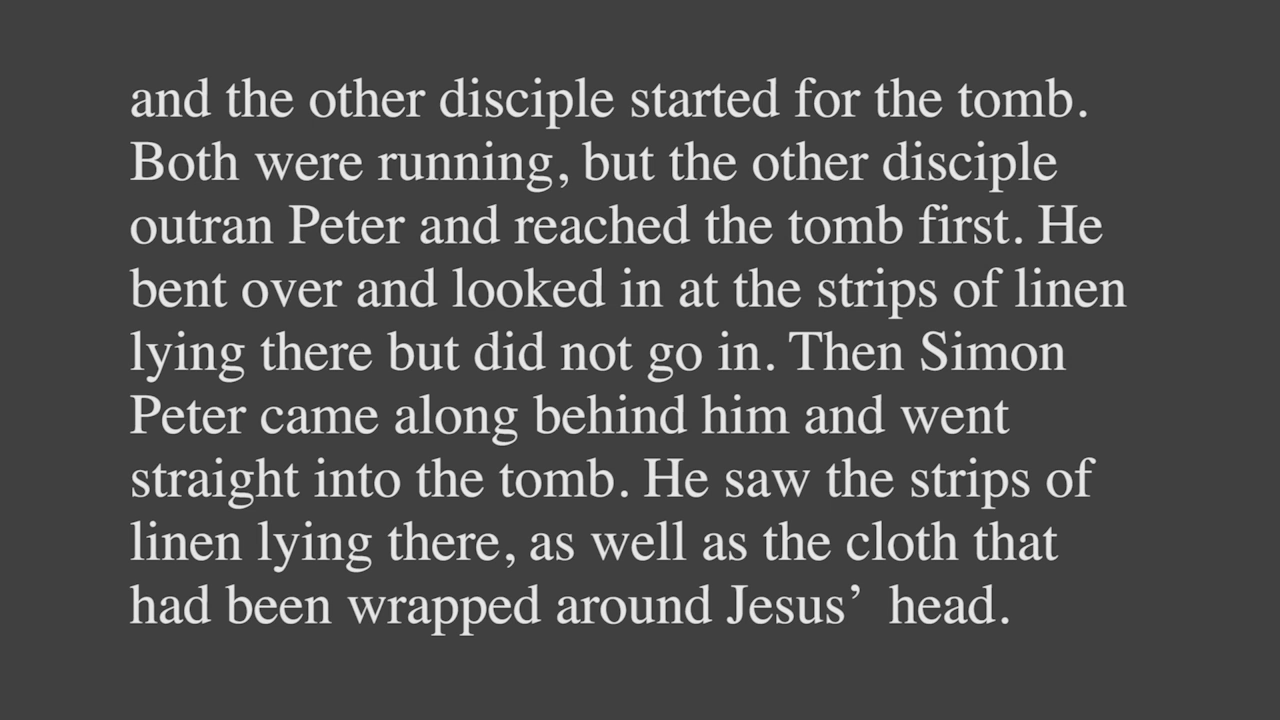 and the other disciple started for the tomb.
Both were running, but the other disciple
outran Peter and reached the tomb first. He
bent over and looked in at the strips of linen
lying there but did not go in. Then Simon
Peter came along behind him and went
straight into the tomb. He saw the strips of
linen lying there, as well as the cloth that
had been wrapped around Jesus’ head.